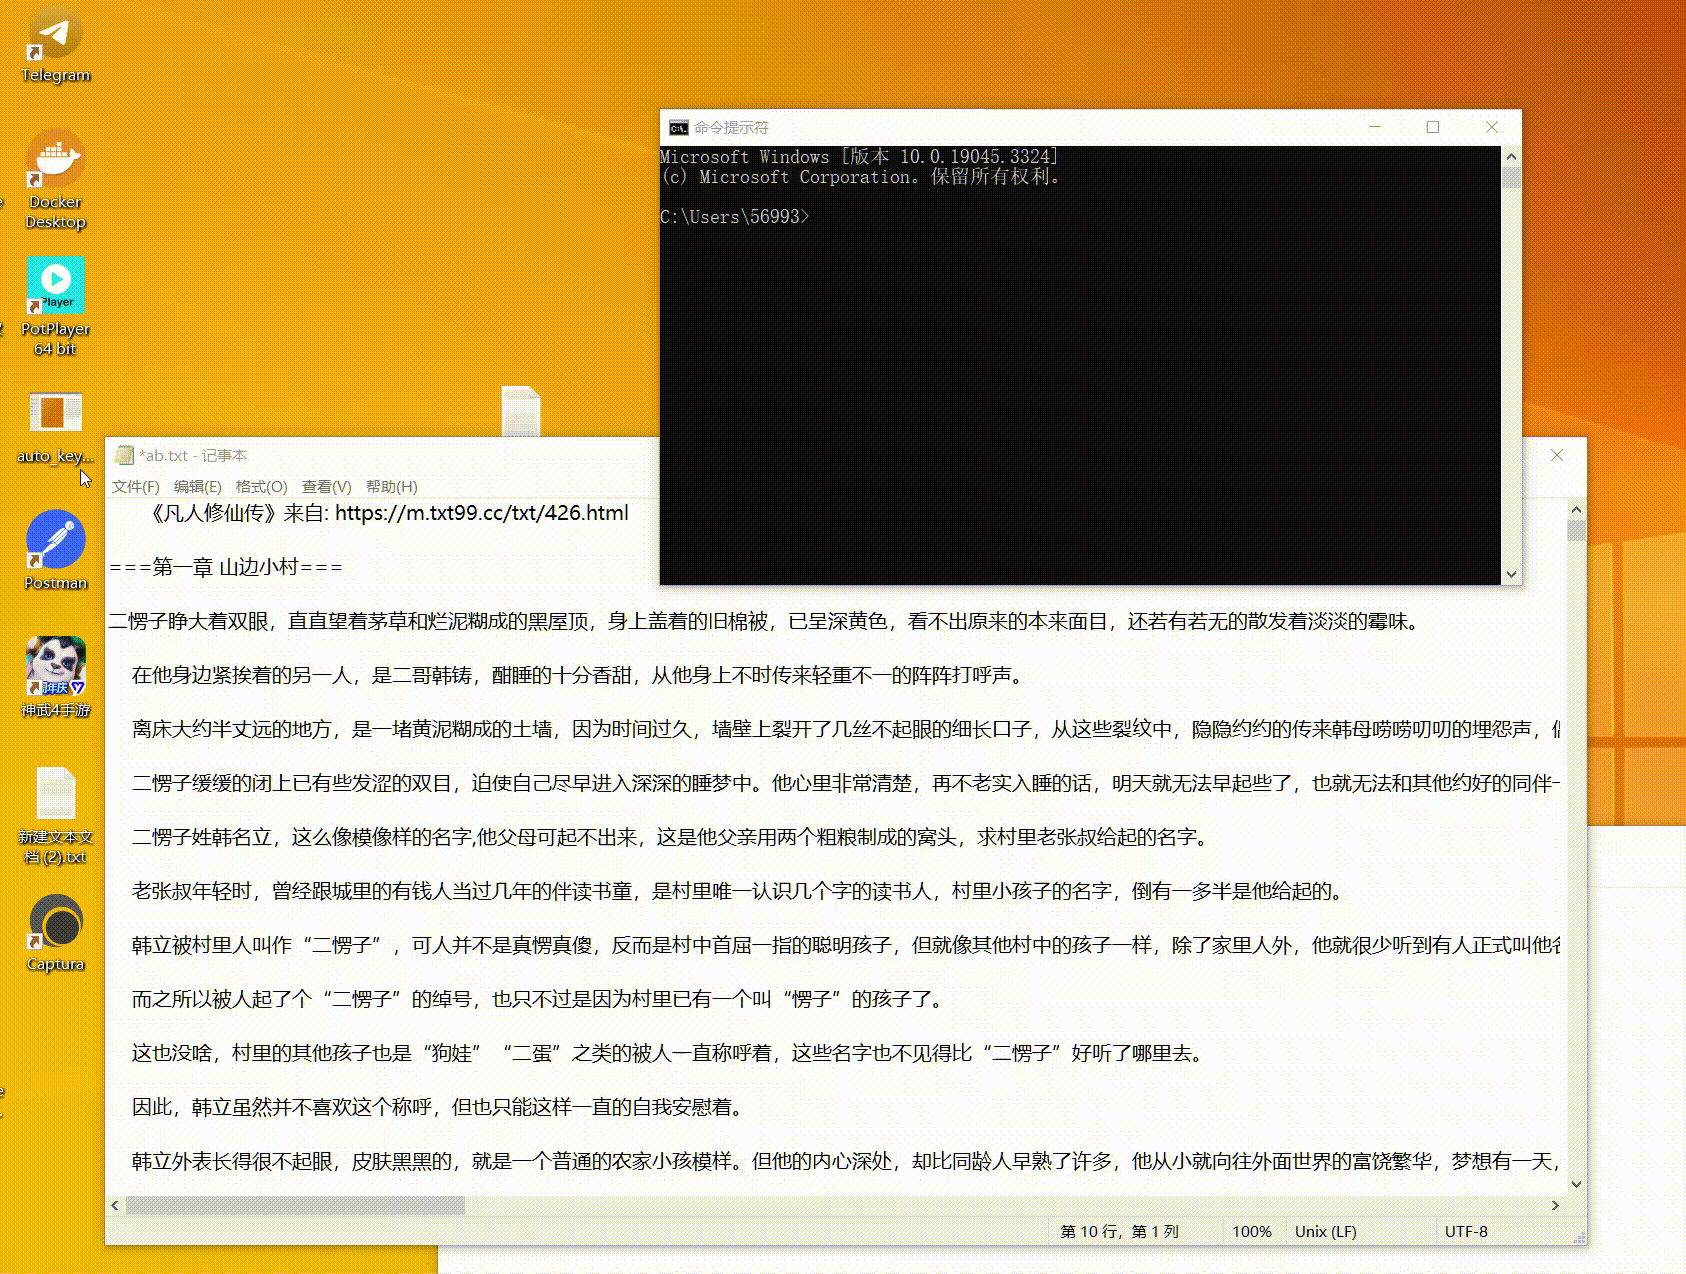 Telegram
Docker
Desktop
Player
PotPlayer
64 bit
auto_key...
Postman
神武4手游
新建文本文
档 (2).txt
Captura
命令提示符
Microsoft Windows [版本 10.0.19045.3324]
(c) Microsoft Corporation。保留所有权利。
C:\Users\56993>
*ab.txt - 记事本
文件(F) 编辑(E) 格式(O) 查看(V) 帮助(H)
《凡人修仙传》来自: https://m.txt99.cc/txt/426.html
===第一章 山边小村===
二愣子睁大着双眼，直直望着茅草和烂泥糊成的黑屋顶，身上盖着的旧棉被，已呈深黄色，看不出原来的本来面目，还若有若无的散发着淡淡的霉味。
在他身边紧挨着的另一人，是二哥韩铸，酣睡的十分香甜，从他身上不时传来轻重不一的阵阵打呼声。
离床大约半丈远的地方，是一堵黄泥糊成的土墙，因为时间过久，墙壁上裂开了几丝不起眼的细长口子，从这些裂纹中，隐隐约约的传来韩母唠唠叨叨的埋怨声，
二愣子缓缓的闭上已有些发涩的双目，迫使自己尽早进入深深的睡梦中。他心里非常清楚，再不老实入睡的话，明天就无法早起些了，也就无法和其他约好的同伴
二愣子姓韩名立，这么像模像样的名字,他父母可起不出来，这是他父亲用两个粗粮制成的窝头，求村里老张叔给起的名字。
老张叔年轻时，曾经跟城里的有钱人当过几年的伴读书童，是村里唯一认识几个字的读书人，村里小孩子的名字，倒有一多半是他给起的。
韩立被村里人叫作“二愣子”，可人并不是真愣真傻，反而是村中首屈一指的聪明孩子，但就像其他村中的孩子一样，除了家里人外，他就很少听到有人正式叫他
而之所以被人起了个“二愣子”的绰号，也只不过是因为村里已有一个叫“愣子”的孩子了。
这也没啥，村里的其他孩子也是“狗娃”“二蛋”之类的被人一直称呼着，这些名字也不见得比“二愣子”好听了哪里去。
因此，韩立虽然并不喜欢这个称呼，但也只能这样一直的自我安慰着。
韩立外表长得很不起眼，皮肤黑黑的，就是一个普通的农家小孩模样。但他的内心深处，却比同龄人早熟了许多，他从小就向往外面世界的富饶繁华，梦想有一天，
第 10 行，第 1 列 100% Unix (LF) UTF-8